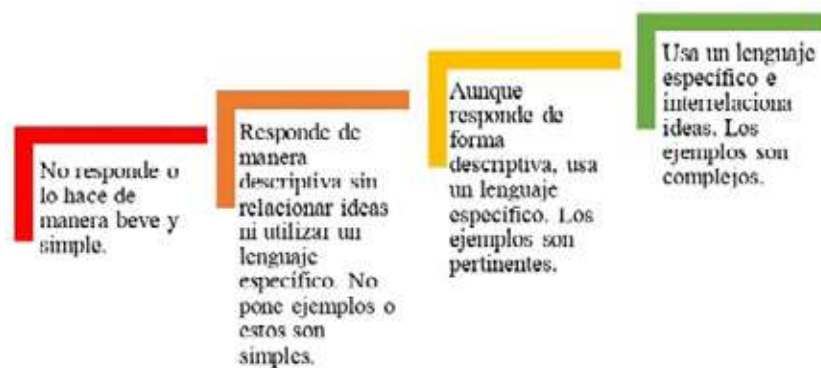 No responde o
lo hace de
manera beve y
simple.
Responde de
manera
descriptiva sin
relacionar ideas
ni utilizar un
lenguaje
específico. No
pone ejemplos o
estos son
simples.
Aunque
responde de
forma
descriptiva, usa
un lenguaje
específico. Los
ejemplos son
pertinentes.
Usa un lenguaje
específico e
interrelaciona
ideas. Los
ejemplos son
complejos.